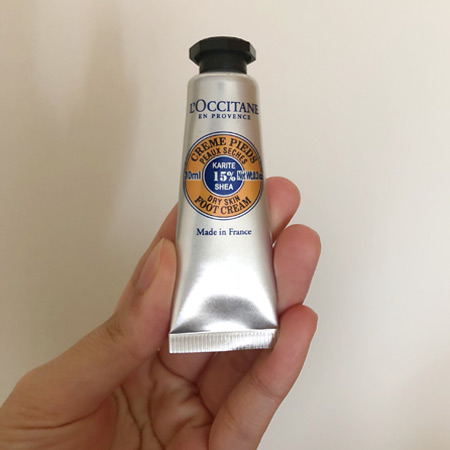 L'OCCITANE
EN PROVENCE
CREME PIEDS
PEAUX SECHES
KARITE
15%
SHEA
DRY SKIN
FOOT CREAM
Made in France